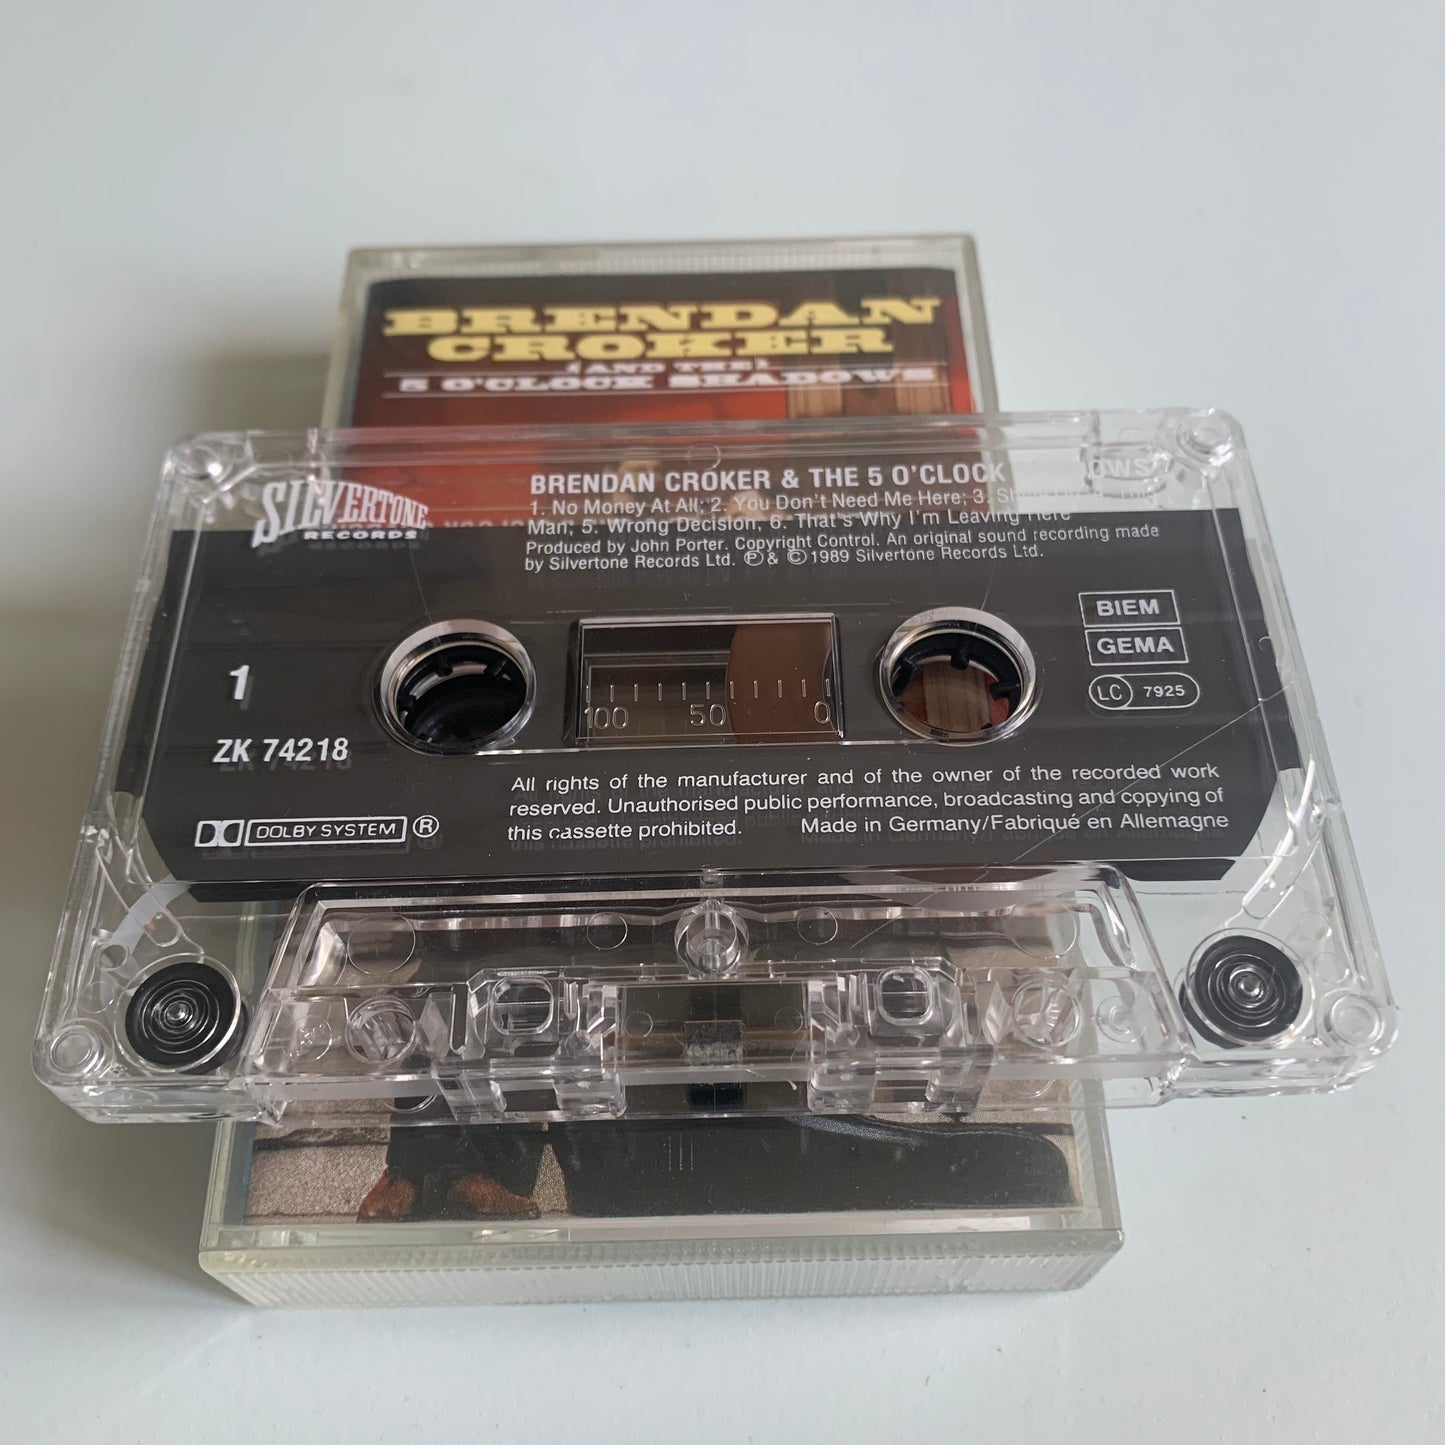 BRENDAN
CROKER
(AND THE)
5 O'CLOCK SHADOWS
SILVERTONE
RECORDS
BRENDAN CROKER & THE 5 O'CLOCK
1. No Money At All; 2. You Don't Need Me Here; 3.
Man; 5. Wrong Decision; 6. That's Why I'm Leaving Here
Produced by John Porter. Copyright Control. An original sound recording made
by Silvertone Records Ltd. ℗ & © 1989 Silvertone Records Ltd.
BIEM
GEMA
LC 7925
1
ZK 74218
100 50 0
DOLBY SYSTEM ®
All rights of the manufacturer and of the owner of the recorded work
reserved. Unauthorised public performance, broadcasting and copying of
this cassette prohibited. Made in Germany/Fabriqué en Allemagne